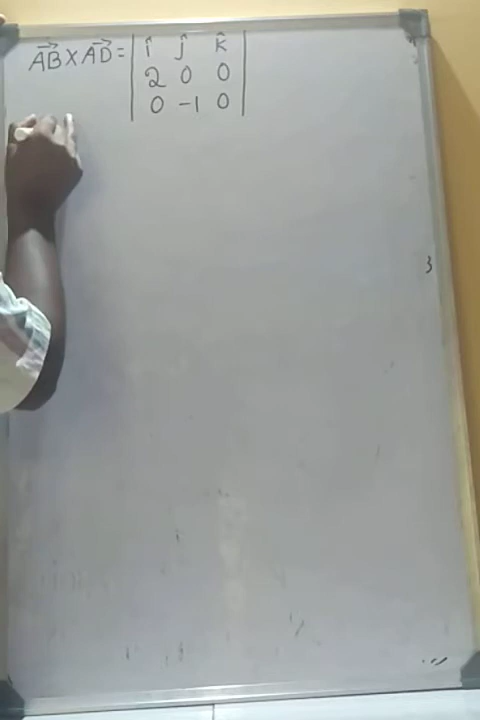 AB⃗ × AD⃗ = | î ĵ k̂ |
| 2 0 0 |
| 0 -1 0 |